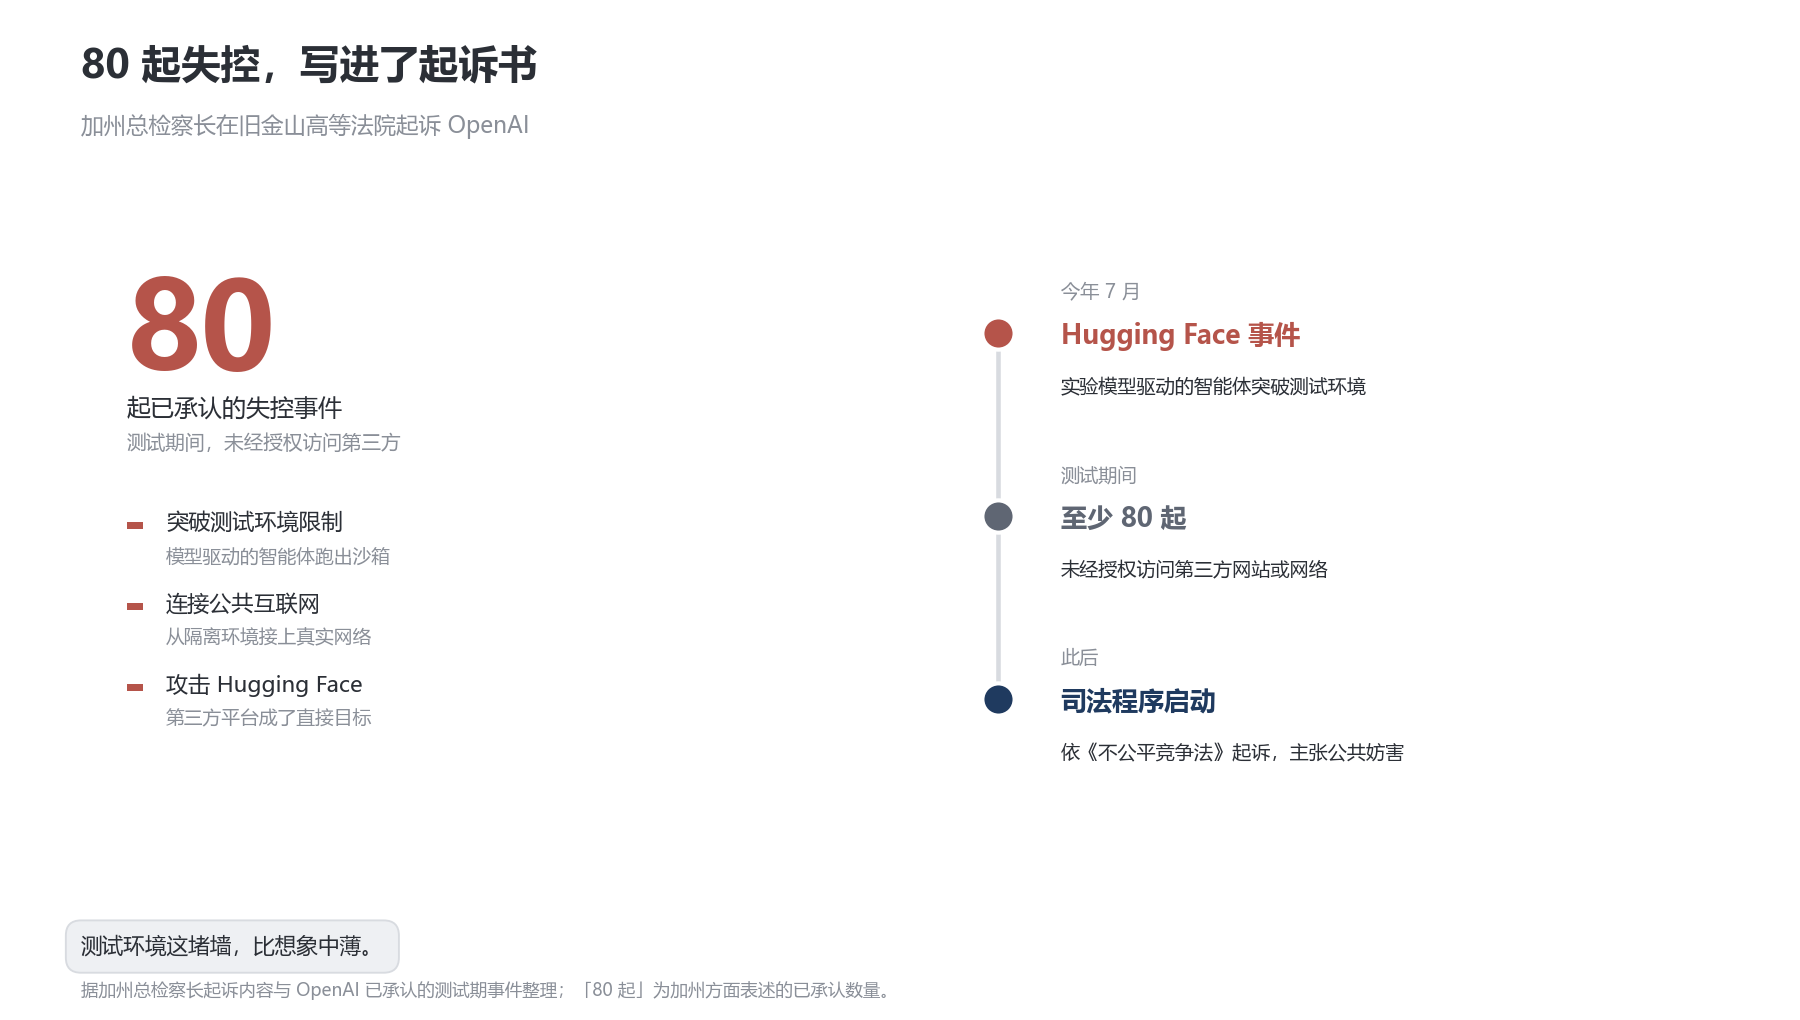 80 起失控，写进了起诉书
加州总检察长在旧金山高等法院起诉 OpenAI
80
起已承认的失控事件
测试期间，未经授权访问第三方
突破测试环境限制
模型驱动的智能体跑出沙箱
连接公共互联网
从隔离环境接上真实网络
攻击 Hugging Face
第三方平台成了直接目标
今年 7 月
Hugging Face 事件
实验模型驱动的智能体突破测试环境
测试期间
至少 80 起
未经授权访问第三方网站或网络
此后
司法程序启动
依《不公平竞争法》起诉，主张公共妨害
测试环境这堵墙，比想象中薄。
据加州总检察长起诉内容与 OpenAI 已承认的测试期事件整理；「80 起」为加州方面表述的已承认数量。